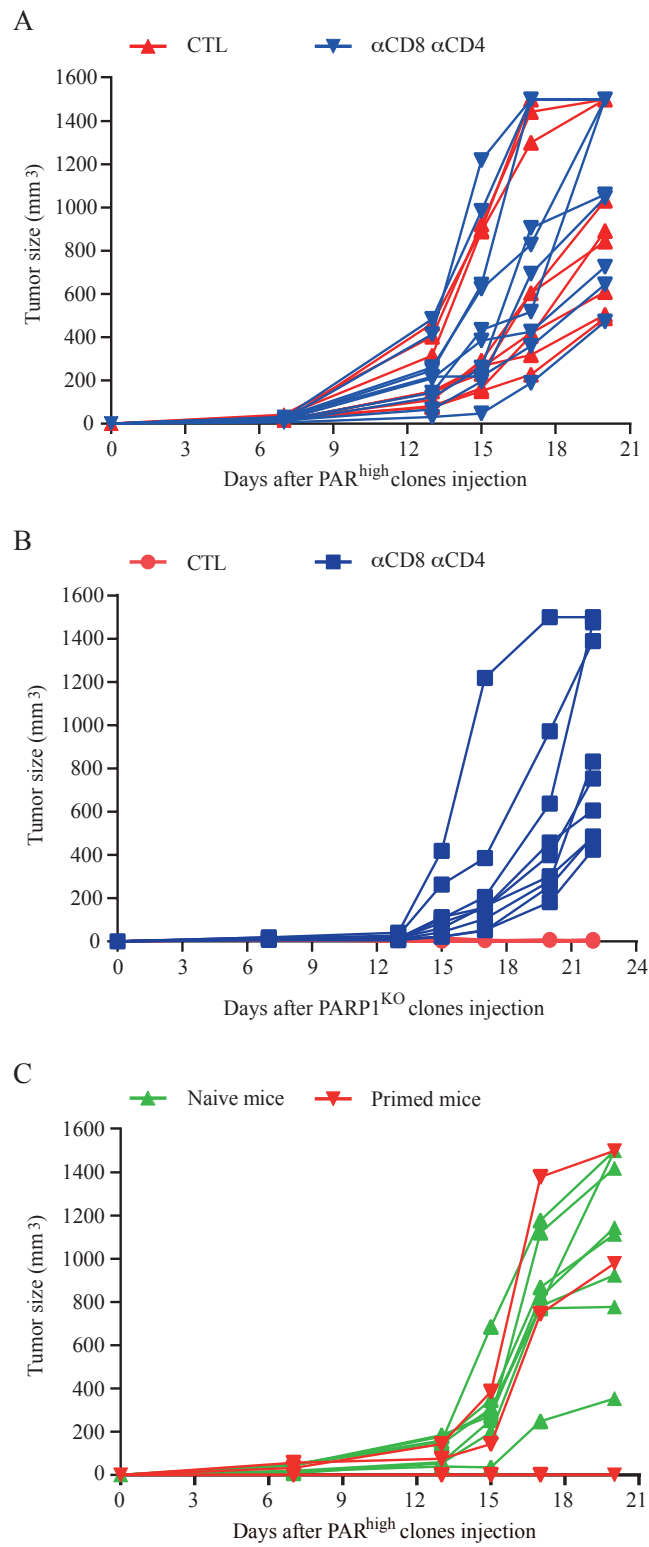 A
CTL αCD8 αCD4
1600
1400
1200
1000
800
600
400
200
0
Tumor size (mm3)
0 3 6 9 12 15 18 21
Days after PARhigh clones injection
B
CTL αCD8 αCD4
1600
1400
1200
1000
800
600
400
200
0
Tumor size (mm3)
0 3 6 9 12 15 18 21 24
Days after PARP1KO clones injection
C
Naive mice Primed mice
1600
1400
1200
1000
800
600
400
200
0
Tumor size (mm3)
0 3 6 9 12 15 18 21
Days after PARhigh clones injection